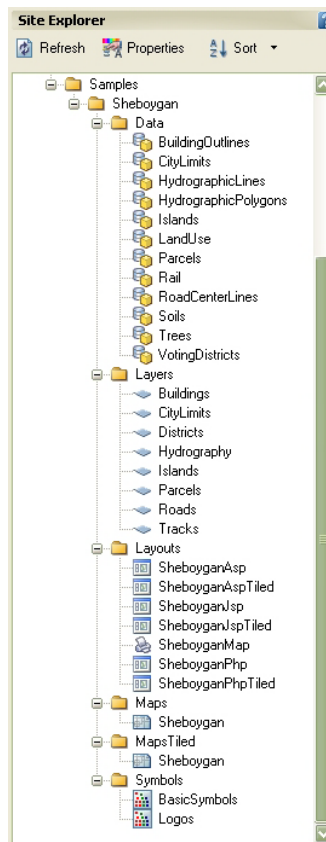 Site Explorer
Refresh Properties Sort
Samples
Sheboygan
Data
BuildingOutlines
CityLimits
HydrographicLines
HydrographicPolygons
Islands
LandUse
Parcels
Rail
RoadCenterLines
Soils
Trees
VotingDistricts
Layers
Buildings
CityLimits
Districts
Hydrography
Islands
Parcels
Roads
Tracks
Layouts
SheboyganAsp
SheboyganAspTiled
SheboyganJsp
SheboyganJspTiled
SheboyganMap
SheboyganPhp
SheboyganPhpTiled
Maps
Sheboygan
MapsTiled
Sheboygan
Symbols
BasicSymbols
Logos